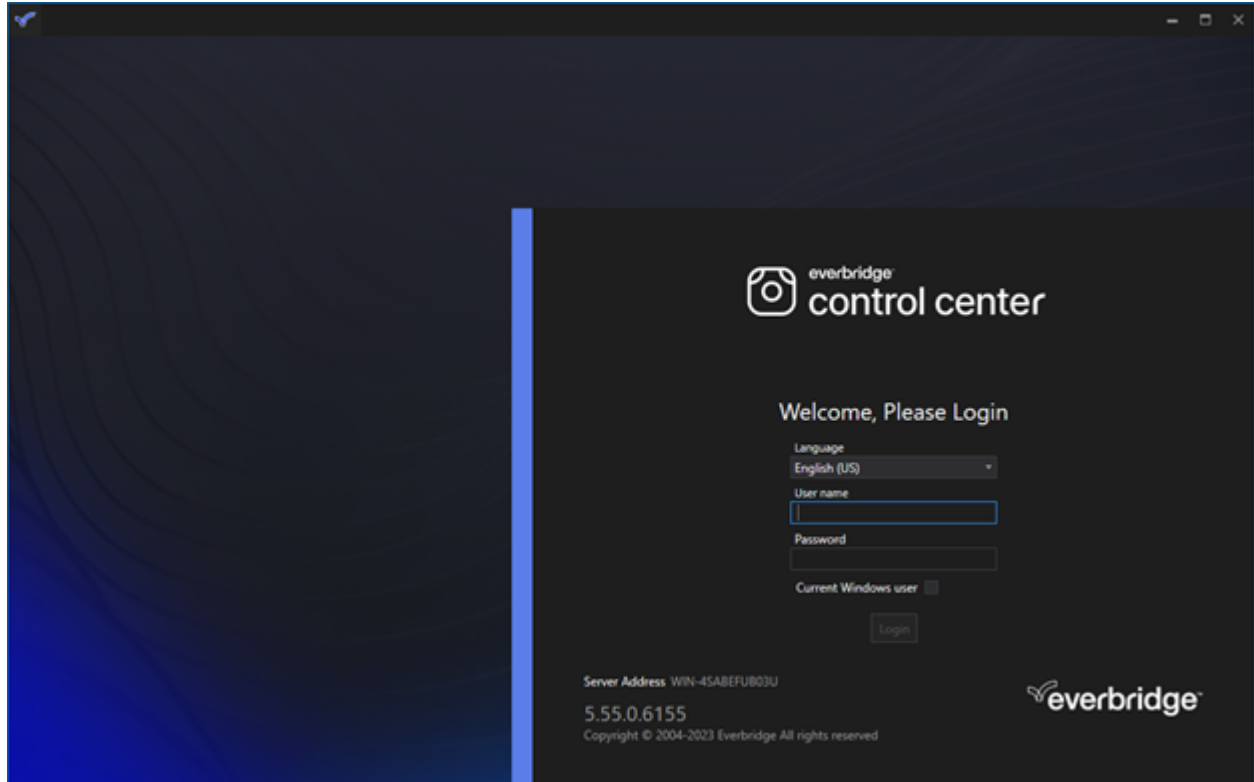 everbridge
control center
Welcome, Please Login
Language
English (US)
User name
Password
Current Windows user
Login
Server Address WIN-4SABEFUB03U
5.55.0.6155
Copyright © 2004-2023 Everbridge All rights reserved
everbridge